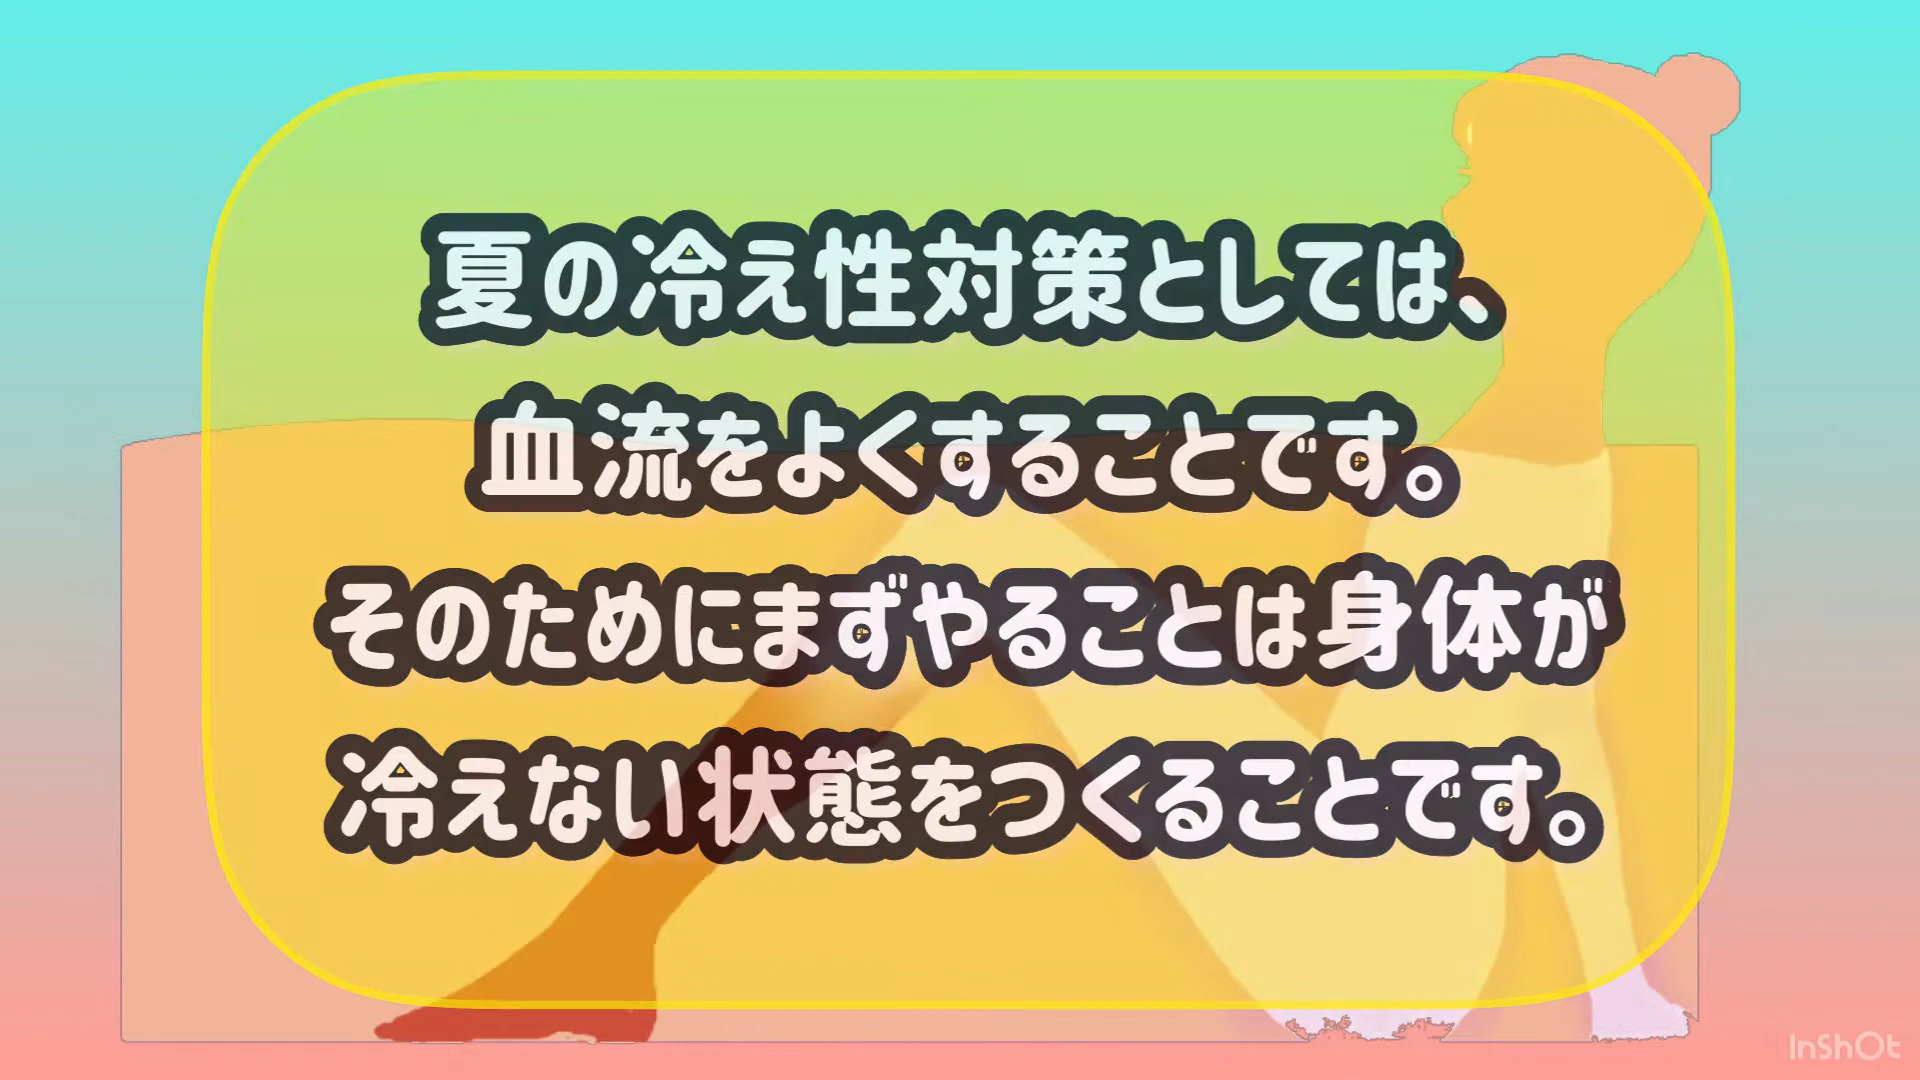 夏の冷え性対策としては、
血流をよくすることです。
そのためにまずやることは身体が
冷えない状態をつくることです。
InShOt